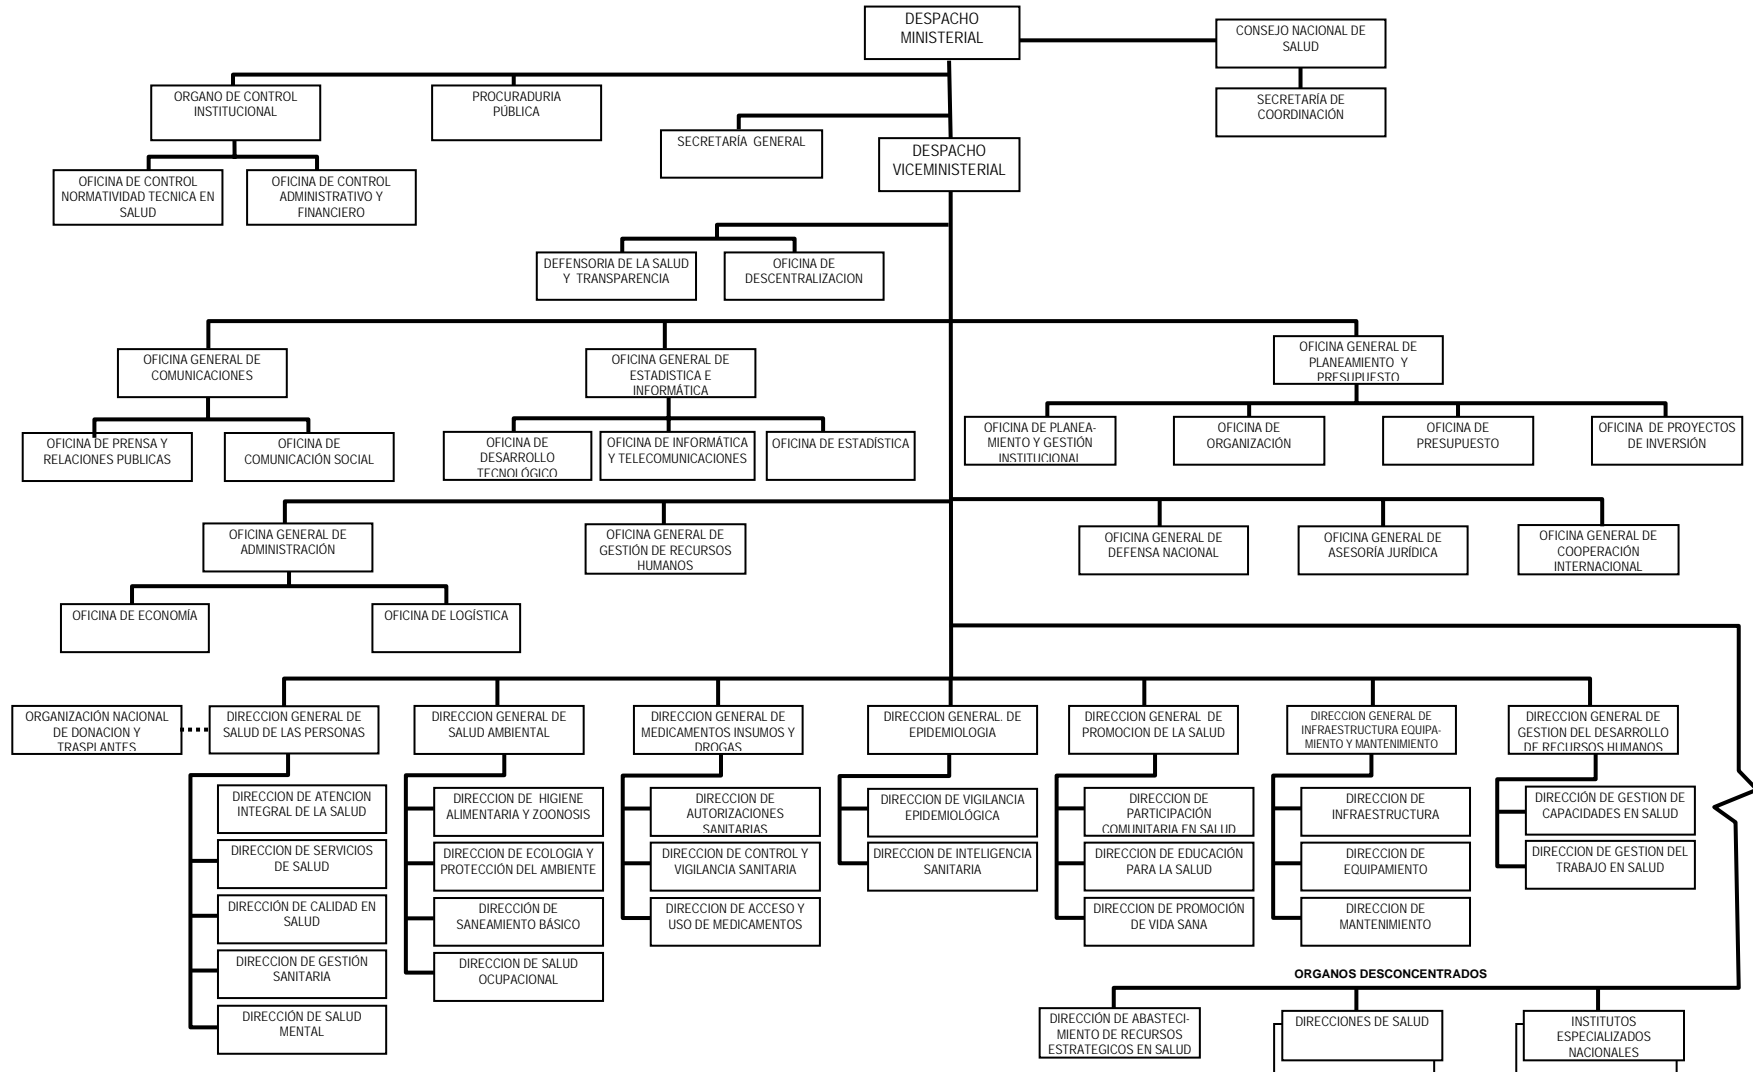 DESPACHO
MINISTERIAL
CONSEJO NACIONAL DE
SALUD
SECRETARÍA DE
COORDINACIÓN
ORGANO DE CONTROL
INSTITUCIONAL
PROCURADURIA
PÚBLICA
SECRETARÍA GENERAL
DESPACHO
VICEMINISTERIAL
OFICINA DE CONTROL
NORMATIVIDAD TECNICA EN
SALUD
OFICINA DE CONTROL
ADMINISTRATIVO Y
FINANCIERO
DEFENSORIA DE LA SALUD
Y TRANSPARENCIA
OFICINA DE
DESCENTRALIZACION
OFICINA GENERAL DE
COMUNICACIONES
OFICINA GENERAL DE
ESTADISTICA E
INFORMÁTICA
OFICINA GENERAL DE
PLANEAMIENTO Y
PRESUPUESTO
OFICINA DE PRENSA Y
RELACIONES PUBLICAS
OFICINA DE
COMUNICACIÓN SOCIAL
OFICINA DE
DESARROLLO
TECNOLÓGICO
OFICINA DE INFORMÁTICA
Y TELECOMUNICACIONES
OFICINA DE ESTADÍSTICA
OFICINA DE PLANEA-
MIENTO Y GESTIÓN
INSTITUCIONAL
OFICINA DE
ORGANIZACIÓN
OFICINA DE
PRESUPUESTO
OFICINA DE PROYECTOS
DE INVERSIÓN
OFICINA GENERAL DE
ADMINISTRACIÓN
OFICINA GENERAL DE
GESTIÓN DE RECURSOS
HUMANOS
OFICINA GENERAL DE
DEFENSA NACIONAL
OFICINA GENERAL DE
ASESORÍA JURÍDICA
OFICINA GENERAL DE
COOPERACIÓN
INTERNACIONAL
OFICINA DE ECONOMÍA
OFICINA DE LOGÍSTICA
ORGANIZACIÓN NACIONAL
DE DONACION Y
TRASPLANTES
DIRECCION GENERAL DE
SALUD DE LAS PERSONAS
DIRECCION GENERAL DE
SALUD AMBIENTAL
DIRECCION GENERAL DE
MEDICAMENTOS INSUMOS Y
DROGAS
DIRECCION GENERAL. DE
EPIDEMIOLOGIA
DIRECCION GENERAL DE
PROMOCION DE LA SALUD
DIRECCION GENERAL DE
INFRAESTRUCTURA EQUIPA-
MIENTO Y MANTENIMIENTO
DIRECCION GENERAL DE
GESTION DEL DESARROLLO
DE RECURSOS HUMANOS
DIRECCION DE ATENCION
INTEGRAL DE LA SALUD
DIRECCION DE SERVICIOS
DE SALUD
DIRECCIÓN DE CALIDAD EN
SALUD
DIRECCION DE GESTIÓN
SANITARIA
DIRECCIÓN DE SALUD
MENTAL
DIRECCION DE HIGIENE
ALIMENTARIA Y ZOONOSIS
DIRECCION DE ECOLOGIA Y
PROTECCIÓN DEL AMBIENTE
DIRECCIÓN DE
SANEAMIENTO BÁSICO
DIRECCION DE SALUD
OCUPACIONAL
DIRECCION DE
AUTORIZACIONES
SANITARIAS
DIRECCION DE CONTROL Y
VIGILANCIA SANITARIA
DIRECCION DE ACCESO Y
USO DE MEDICAMENTOS
DIRECCION DE VIGILANCIA
EPIDEMIOLÓGICA
DIRECCION DE INTELIGENCIA
SANITARIA
DIRECCION DE
PARTICIPACIÓN
COMUNITARIA EN SALUD
DIRECCION DE EDUCACIÓN
PARA LA SALUD
DIRECCION DE PROMOCIÓN
DE VIDA SANA
DIRECCION DE
INFRAESTRUCTURA
DIRECCION DE
EQUIPAMIENTO
DIRECCION DE
MANTENIMIENTO
DIRECCIÓN DE GESTION DE
CAPACIDADES EN SALUD
DIRECCION DE GESTION DEL
TRABAJO EN SALUD
ORGANOS DESCONCENTRADOS
DIRECCIÓN DE ABASTECI-
MIENTO DE RECURSOS
ESTRATEGICOS EN SALUD
DIRECCIONES DE SALUD
INSTITUTOS
ESPECIALIZADOS
NACIONALES